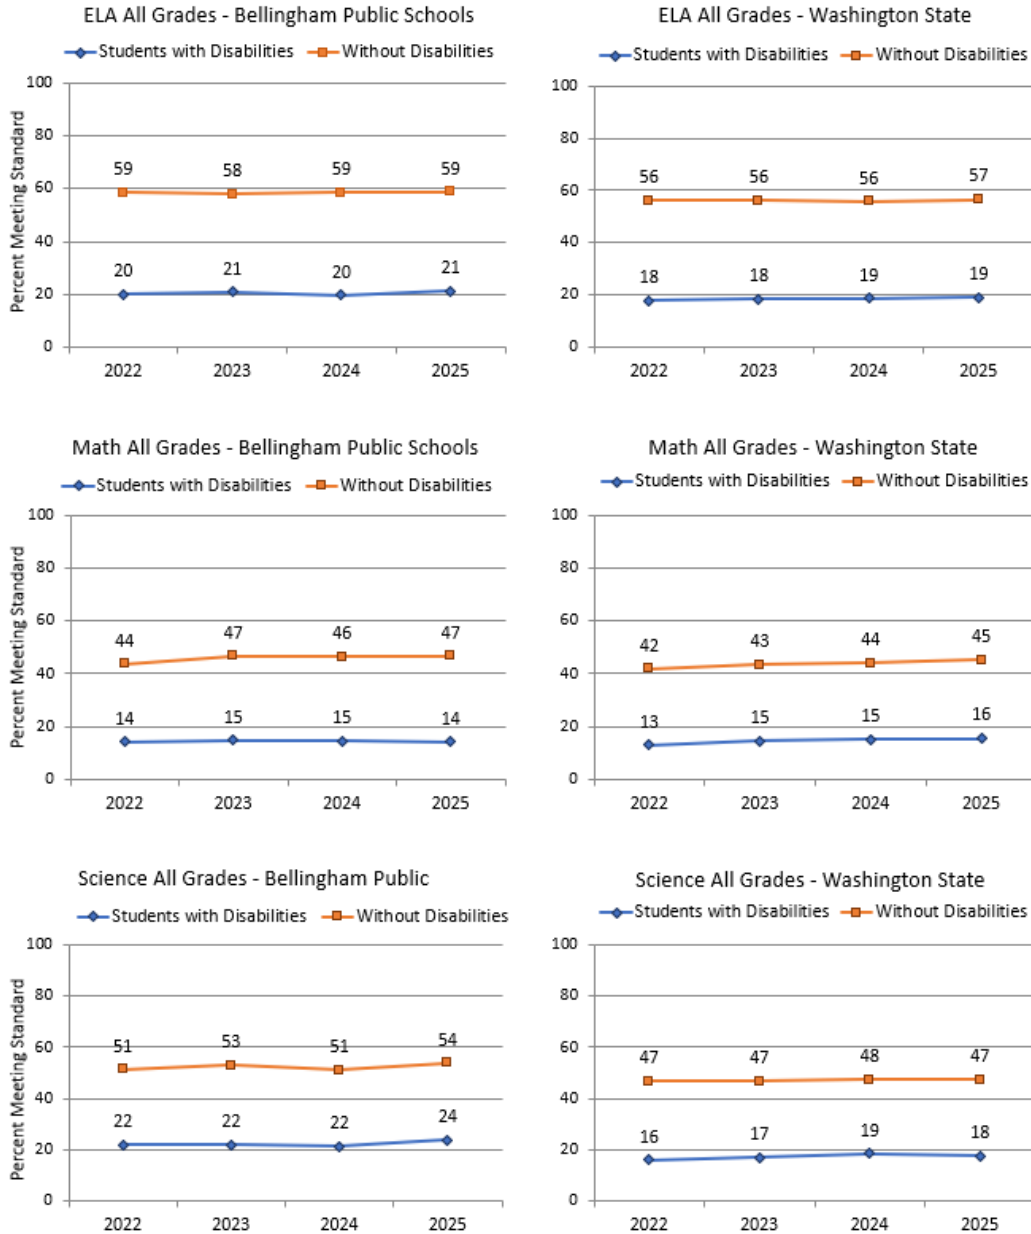 ELA All Grades - Bellingham Public Schools
Students with Disabilities Without Disabilities
Percent Meeting Standard
100
80
60
40
20
0
59 58 59 59
20 21 20 21
2022 2023 2024 2025
ELA All Grades - Washington State
Students with Disabilities Without Disabilities
100
80
60
40
20
0
56 56 56 57
18 18 19 19
2022 2023 2024 2025
Math All Grades - Bellingham Public Schools
Students with Disabilities Without Disabilities
Percent Meeting Standard
100
80
60
40
20
0
44 47 46 47
14 15 15 14
2022 2023 2024 2025
Math All Grades - Washington State
Students with Disabilities Without Disabilities
100
80
60
40
20
0
42 43 44 45
13 15 15 16
2022 2023 2024 2025
Science All Grades - Bellingham Public
Students with Disabilities Without Disabilities
Percent Meeting Standard
100
80
60
40
20
0
51 53 51 54
22 22 22 24
2022 2023 2024 2025
Science All Grades - Washington State
Students with Disabilities Without Disabilities
100
80
60
40
20
0
47 47 48 47
16 17 19 18
2022 2023 2024 2025